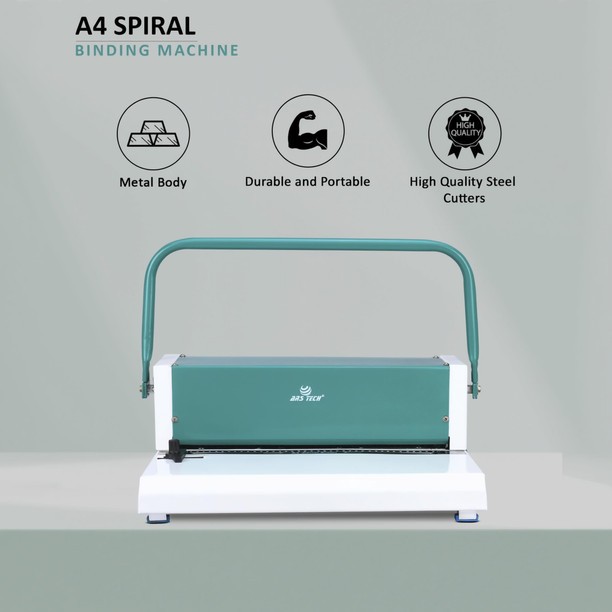 A4 SPIRAL
BINDING MACHINE
HIGH
QUALITY
Metal Body
Durable and Portable
High Quality Steel
Cutters
BRS TECH®